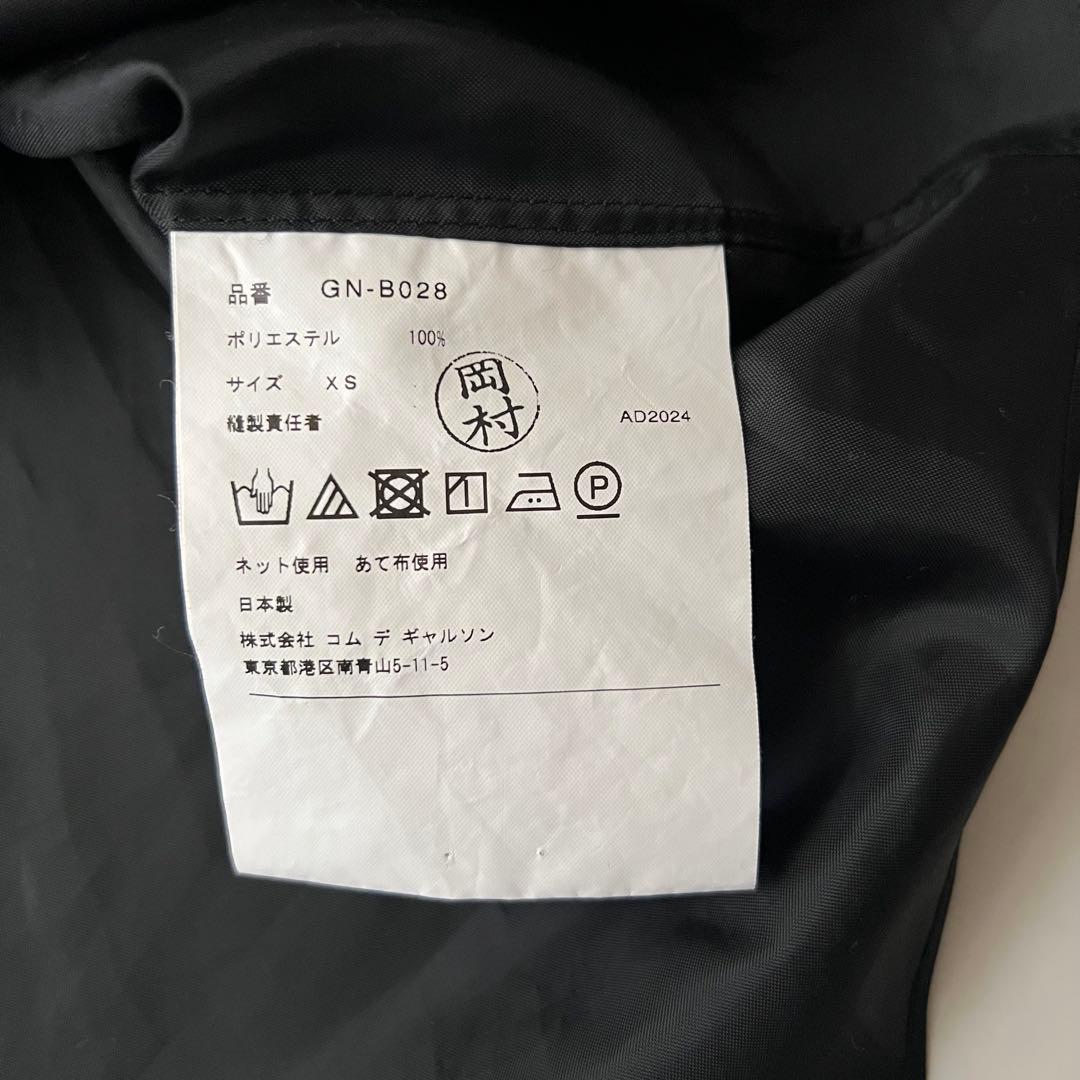 品番 GN-B028
ポリエステル 100%
サイズ XS
縫製責任者 岡村 AD2024
P
ネット使用 あて布使用
日本製
株式会社 コム デ ギャルソン
東京都港区南青山5-11-5